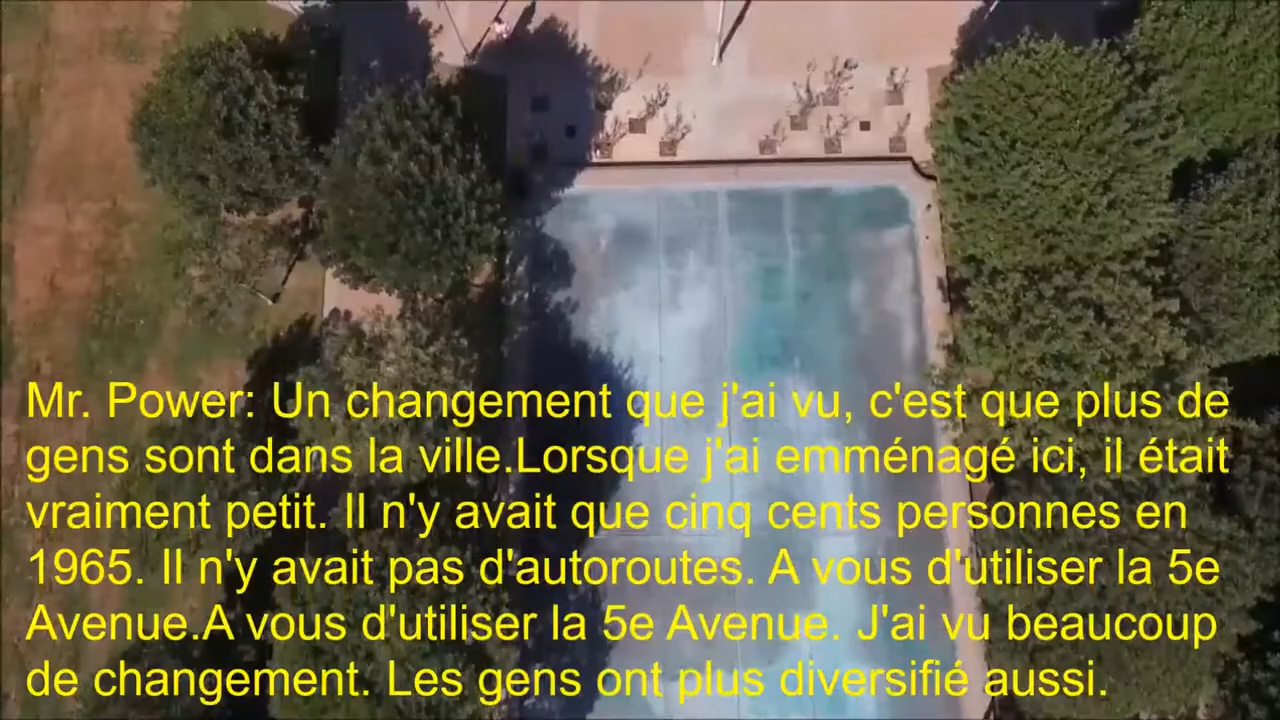 Mr. Power: Un changement que j'ai vu, c'est que plus de
gens sont dans la ville.Lorsque j'ai emménagé ici, il était
vraiment petit. Il n'y avait que cinq cents personnes en
1965. Il n'y avait pas d'autoroutes. A vous d'utiliser la 5e
Avenue.A vous d'utiliser la 5e Avenue. J'ai vu beaucoup
de changement. Les gens ont plus diversifié aussi.